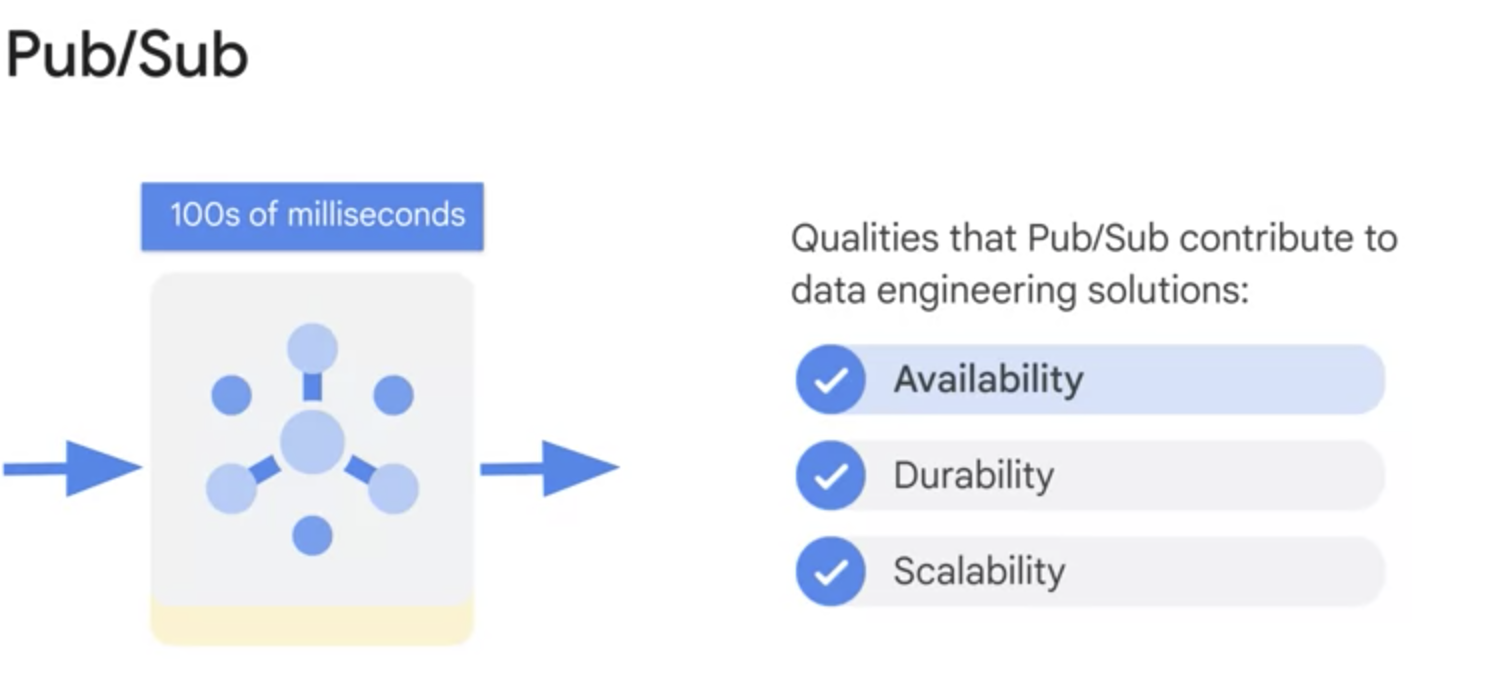 Pub/Sub
100s of milliseconds
Qualities that Pub/Sub contribute to
data engineering solutions:
Availability
Durability
Scalability